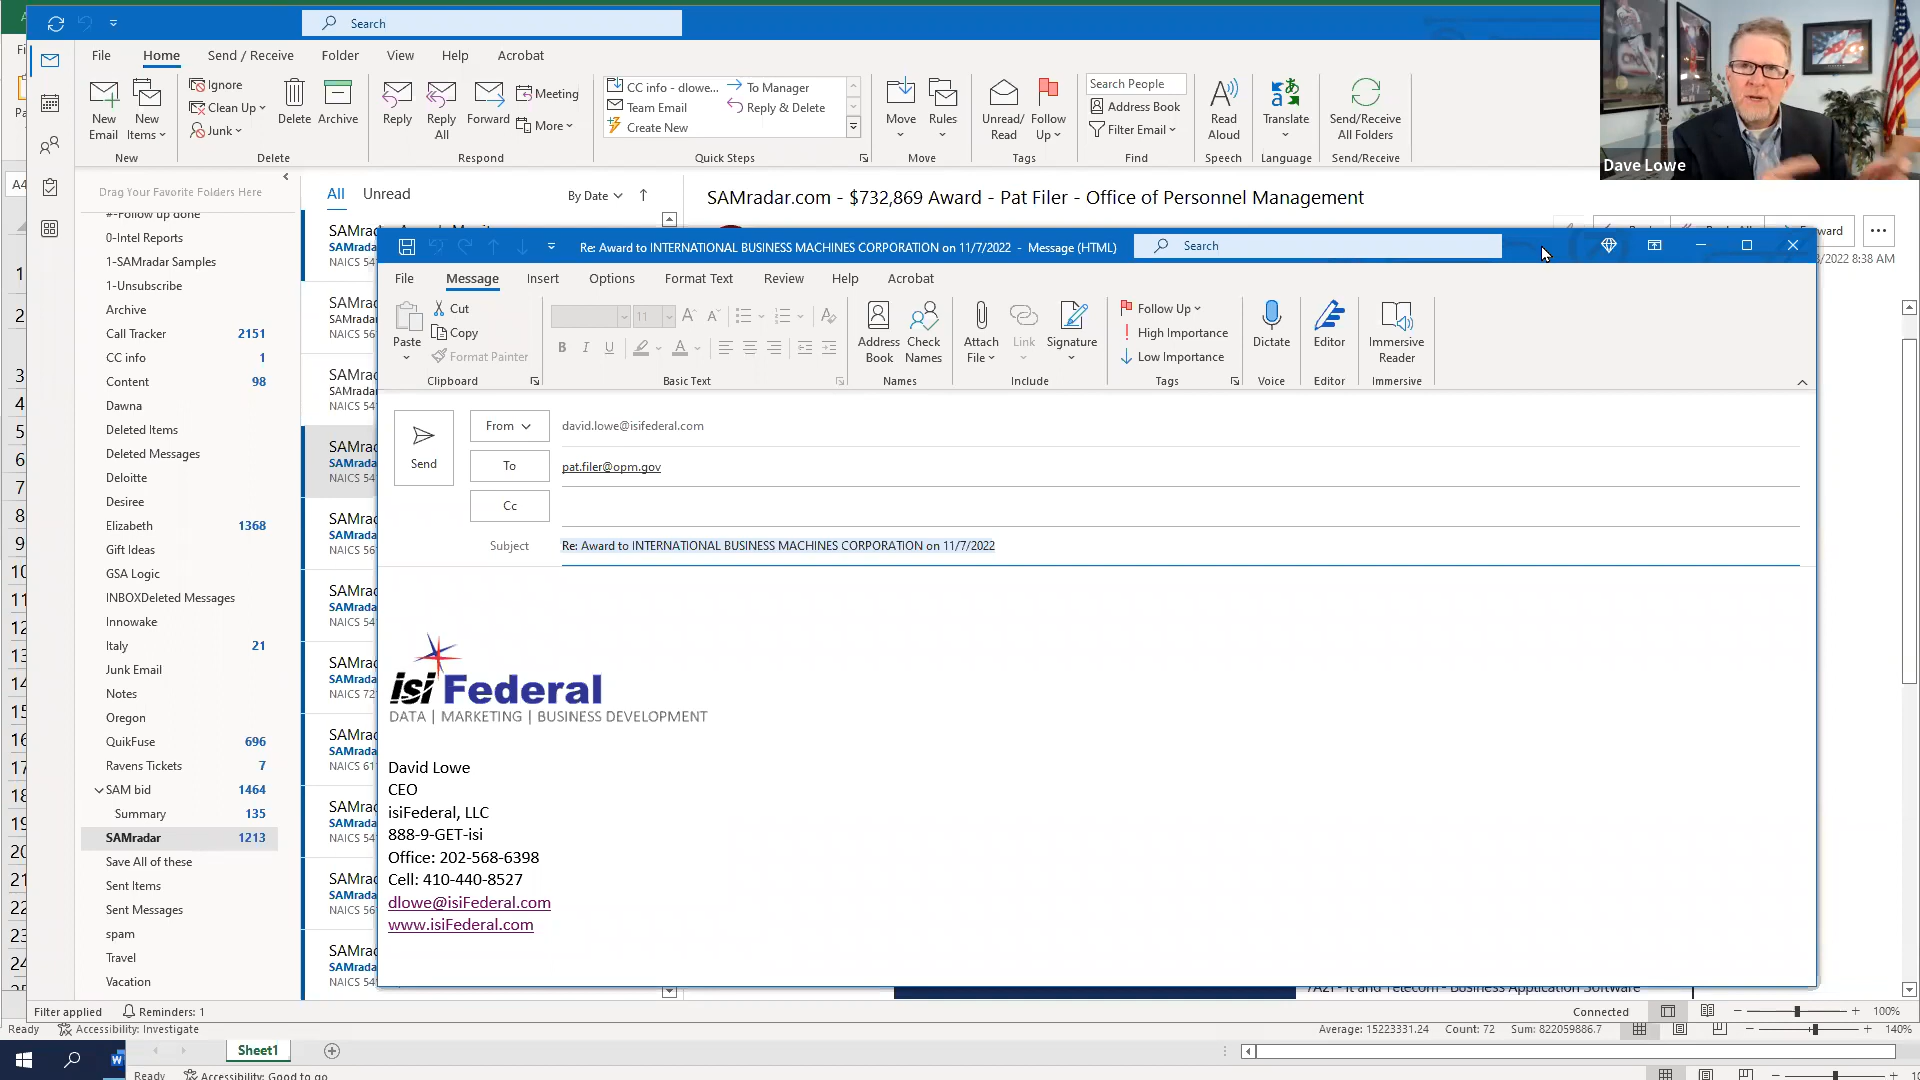 Search
File Home Send / Receive Folder View Help Acrobat
New Email
New Items
New
Ignore
Clean Up
Junk
Delete
Archive
Delete
Reply
Reply All
Forward
Meeting
More
Respond
CC info - dlowe...
To Manager
Team Email
Reply & Delete
Create New
Quick Steps
Move
Rules
Move
Unread/ Read
Follow Up
Tags
Search People
Address Book
Filter Email
Find
Read Aloud
Speech
Translate
Language
Send/Receive All Folders
Send/Receive
Dave Lowe
Drag Your Favorite Folders Here
#-Follow up done
0-Intel Reports
1-SAMradar Samples
1-Unsubscribe
Archive
Call Tracker 2151
CC info 1
Content 98
Dawna
Deleted Items
Deleted Messages
Deloitte
Desiree
Elizabeth 1368
Gift Ideas
GSA Logic
INBOXDeleted Messages
Innowake
Italy 21
Junk Email
Notes
Oregon
QuikFuse 696
Ravens Tickets 7
SAM bid 1464
Summary 135
SAMradar 1213
Save All of these
Sent Items
Sent Messages
spam
Travel
Vacation
All Unread By Date
SAMradar.com - $732,869 Award - Pat Filer - Office of Personnel Management
8:38 AM
Re: Award to INTERNATIONAL BUSINESS MACHINES CORPORATION on 11/7/2022 - Message (HTML)
Search
File Message Insert Options Format Text Review Help Acrobat
Paste
Cut
Copy
Format Painter
Clipboard
11
B I U
Basic Text
Address Book
Check Names
Names
Attach File
Link
Signature
Include
Follow Up
High Importance
Low Importance
Tags
Dictate
Voice
Editor
Editor
Immersive Reader
Immersive
Send
From david.lowe@isifederal.com
To pat.filer@opm.gov
Cc
Subject Re: Award to INTERNATIONAL BUSINESS MACHINES CORPORATION on 11/7/2022
isi Federal
DATA | MARKETING | BUSINESS DEVELOPMENT
David Lowe
CEO
isiFederal, LLC
888-9-GET-isi
Office: 202-568-6398
Cell: 410-440-8527
dlowe@isiFederal.com
www.isiFederal.com
Filter applied Reminders: 1 Connected 100%
Ready Accessibility: Investigate Average: 15223331.24 Count: 72 Sum: 822059886.7 140%
Sheet1
Ready Accessibility: Good to go